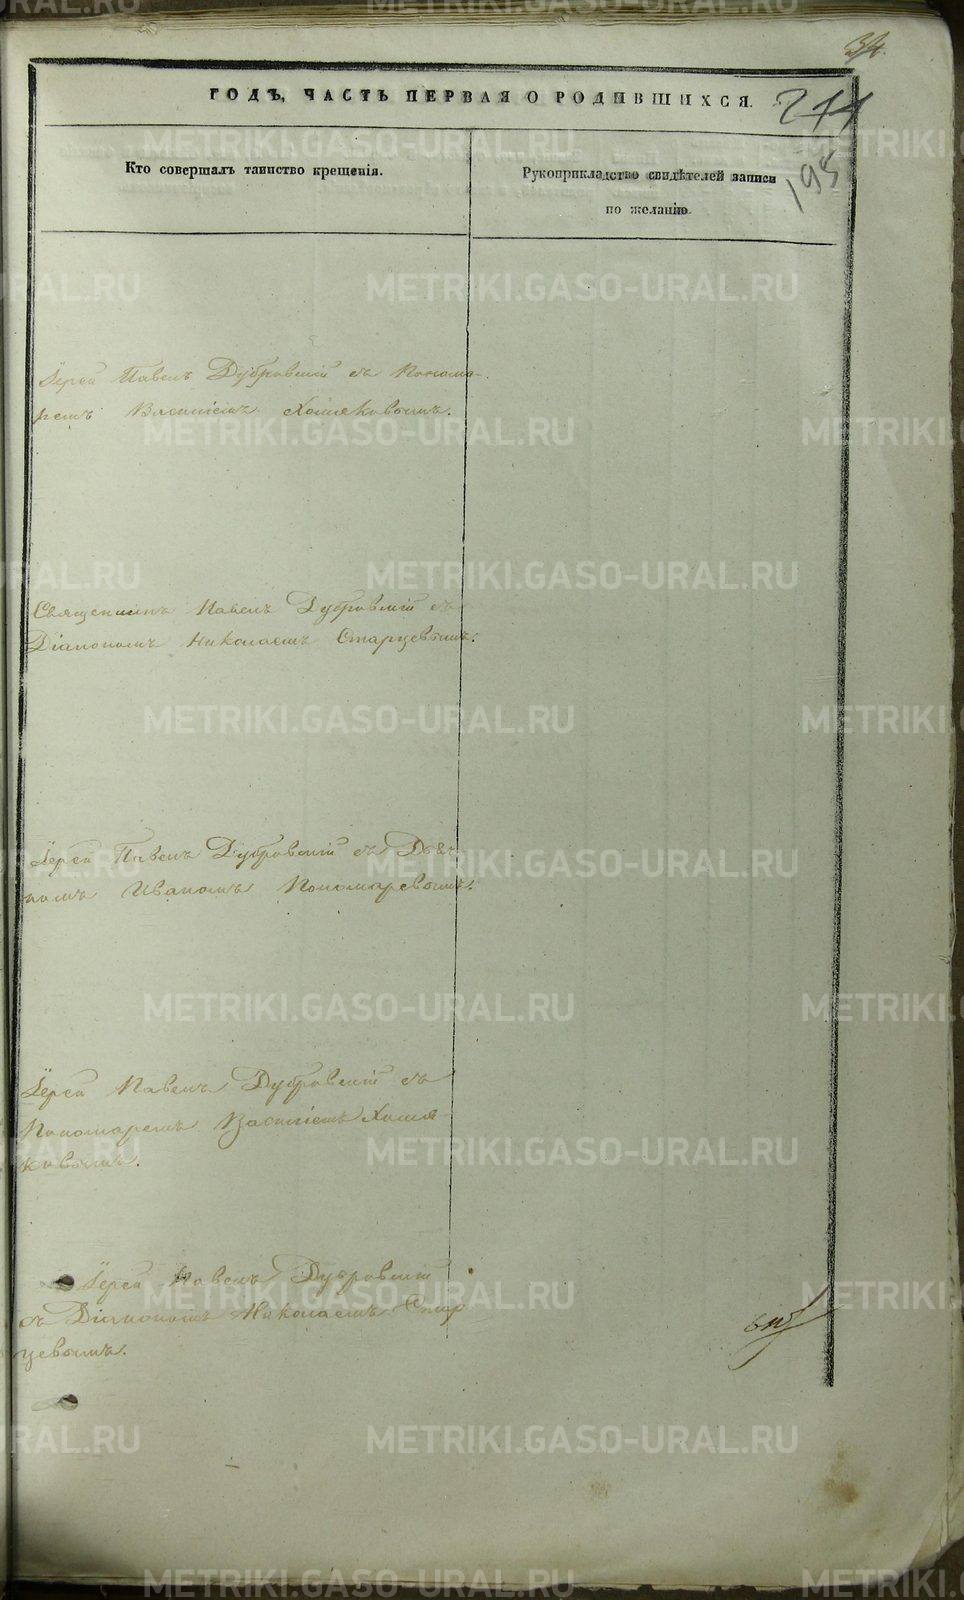 34.
ГОДЪ, ЧАСТЬ ПЕРВАЯ О РОДИВШИХСЯ.
211
195
Кто совершалъ таинство крещенія.
Рукоприкладство свидѣтелей записи
по желанію.
Іерей Павелъ Дубровскій съ Понома-
ремъ Василіемъ Хомяковымъ.
Священникъ Павелъ Дубровскій съ
Діакономъ Николаемъ Старцевымъ.
Іерей Павелъ Дубровскій съ
Иваномъ Пономаревымъ.
Іерей Павелъ Дубровскій съ
Пономаремъ Василіемъ Хомя
ковымъ.
Іерей Павелъ Дубровскій
съ Діакономъ Николаемъ Стар
цевымъ.
METRIKI.GASO-URAL.RU